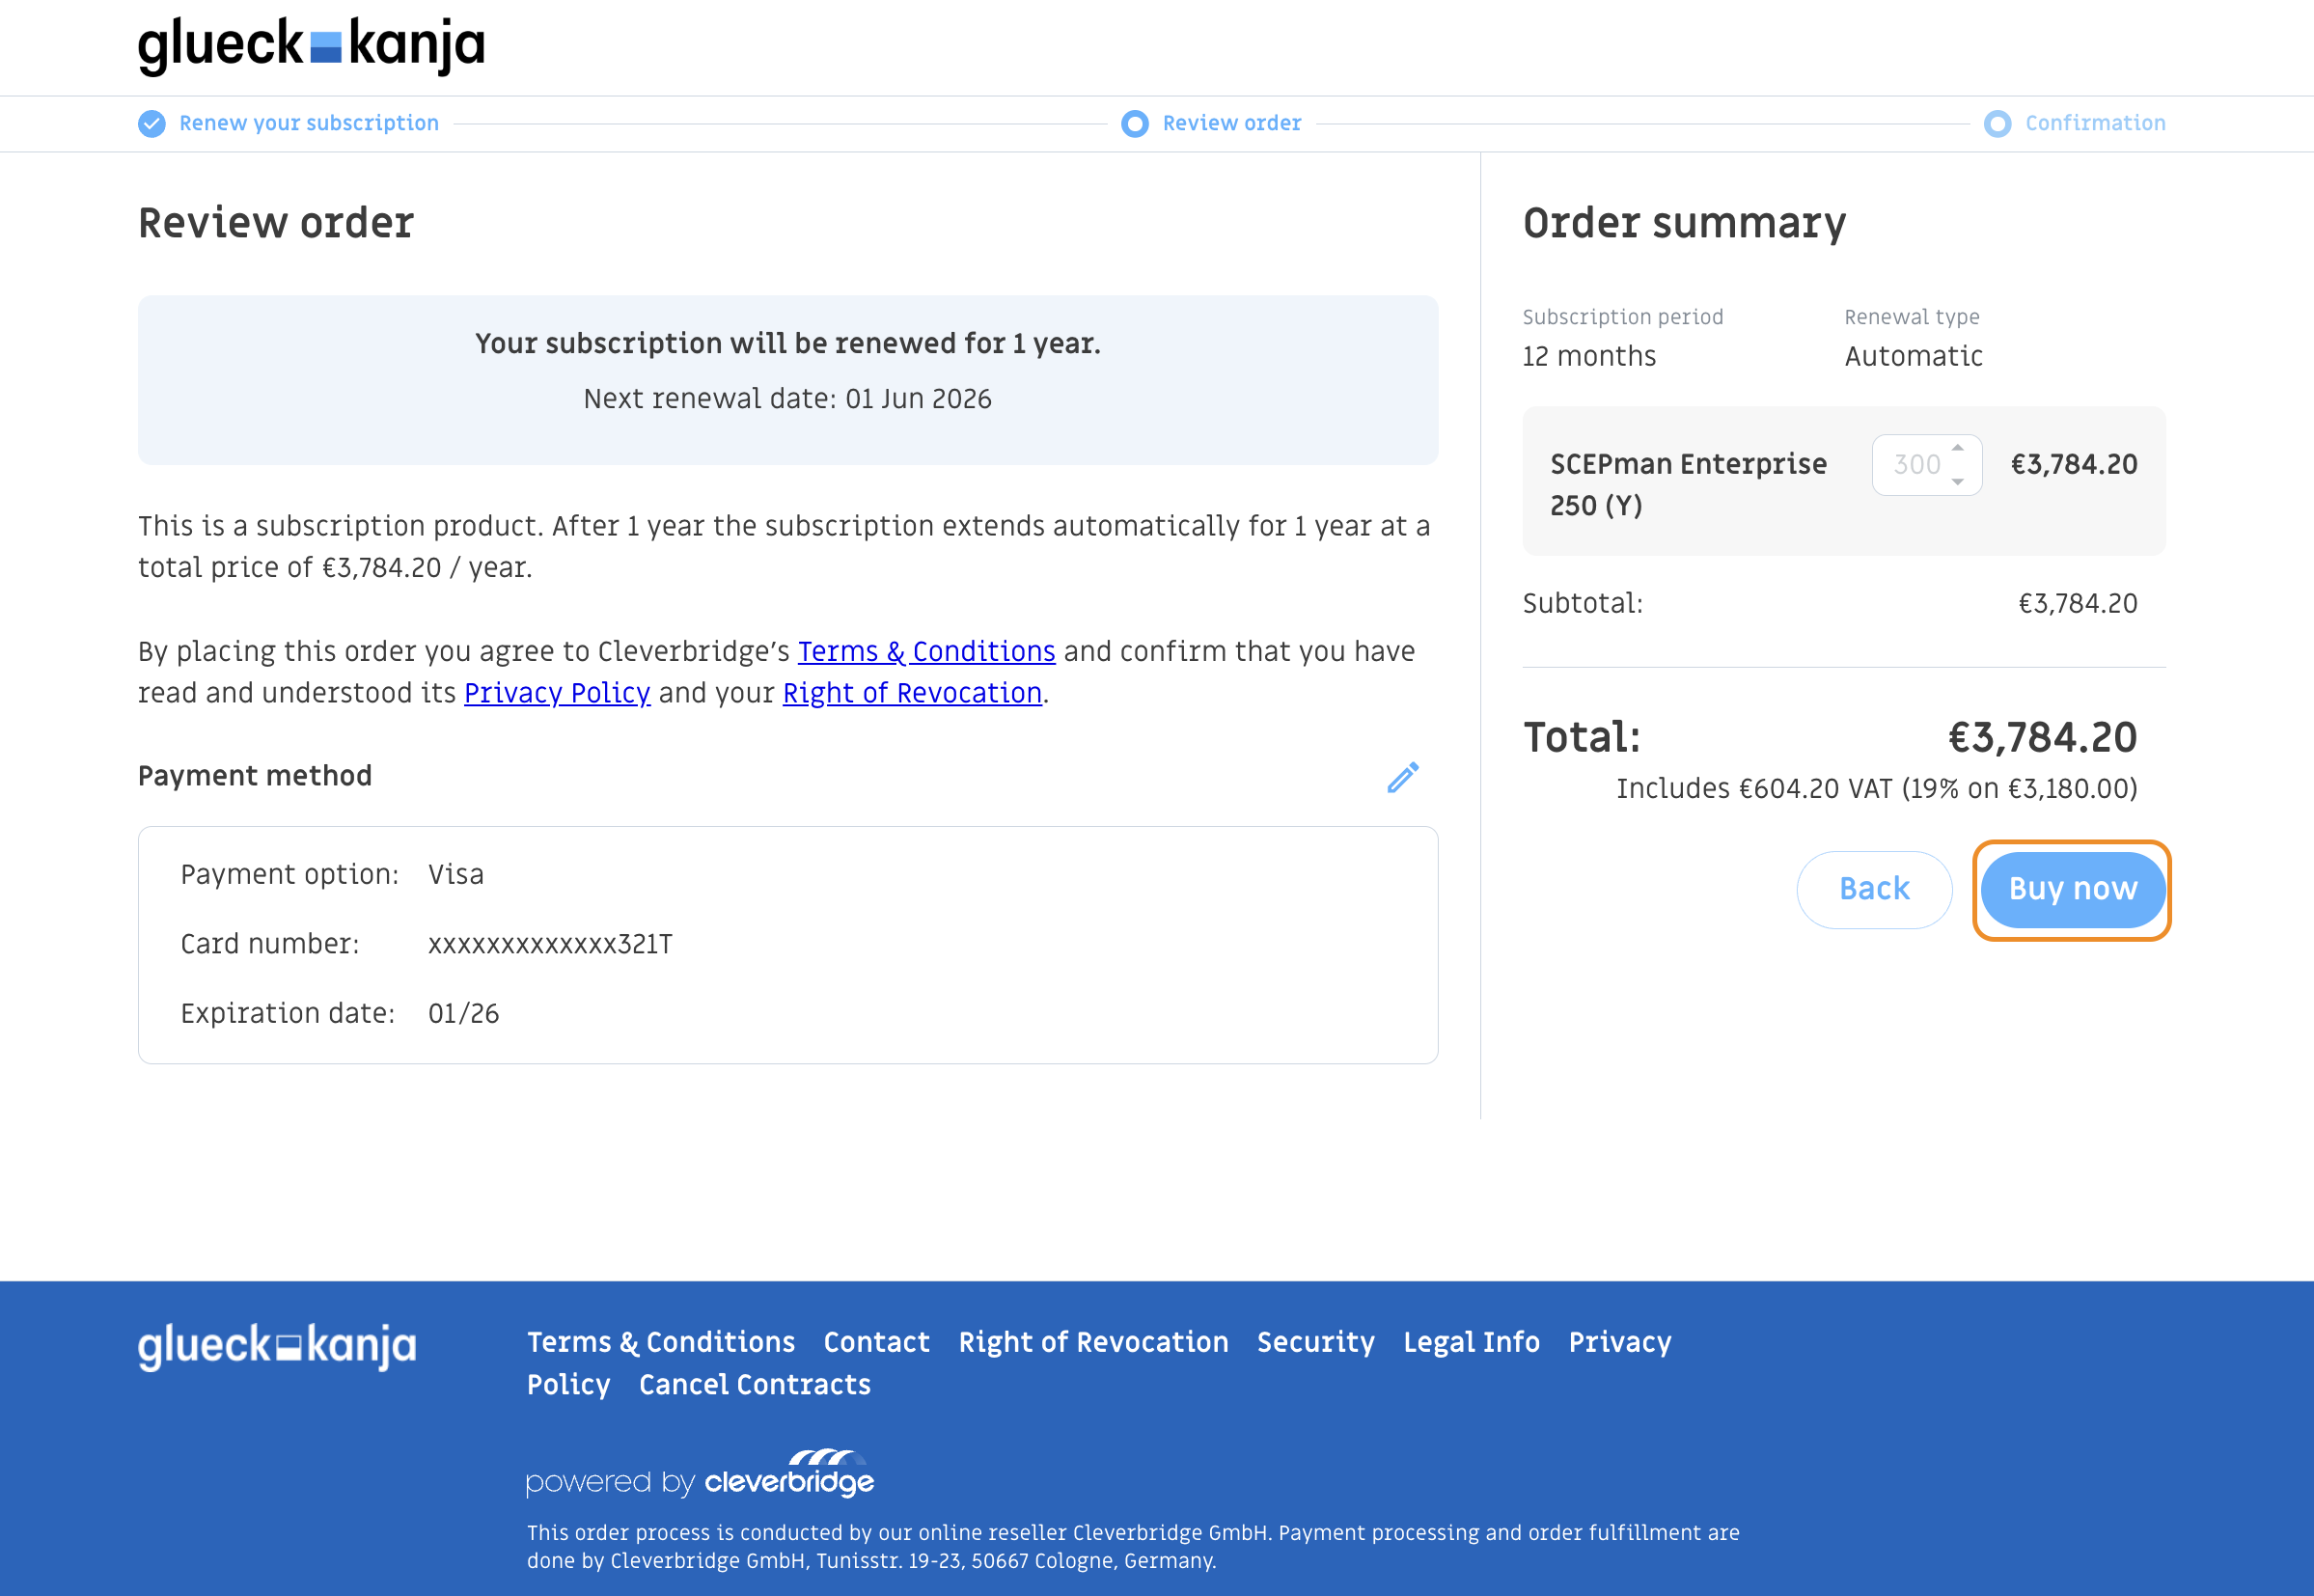 glueck kanja
Renew your subscription
Review order
Confirmation
Review order
Your subscription will be renewed for 1 year.
Next renewal date: 01 Jun 2026
This is a subscription product. After 1 year the subscription extends automatically for 1 year at a
total price of €3,784.20 / year.
By placing this order you agree to Cleverbridge’s Terms & Conditions and confirm that you have
read and understood its Privacy Policy and your Right of Revocation.
Payment method
Payment option: Visa
Card number: xxxxxxxxxxxxx321T
Expiration date: 01/26
Order summary
Subscription period
12 months
Renewal type
Automatic
SCEPman Enterprise
250 (Y)
300
€3,784.20
Subtotal: €3,784.20
Total: €3,784.20
Includes €604.20 VAT (19% on €3,180.00)
Back
Buy now
glueck kanja
Terms & Conditions Contact Right of Revocation Security Legal Info Privacy
Policy Cancel Contracts
powered by cleverbridge
This order process is conducted by our online reseller Cleverbridge GmbH. Payment processing and order fulfillment are
done by Cleverbridge GmbH, Tunisstr. 19-23, 50667 Cologne, Germany.